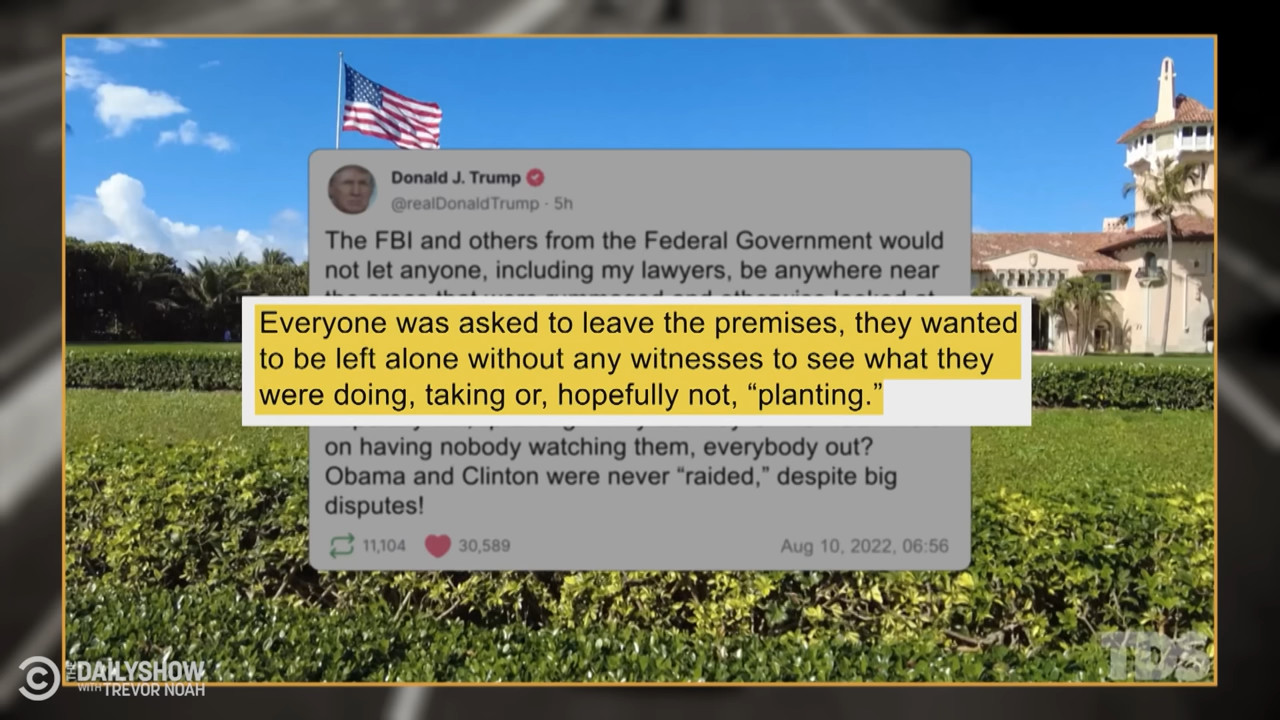 Donald J. Trump
@realDonaldTrump · 5h
The FBI and others from the Federal Government would
not let anyone, including my lawyers, be anywhere near
Everyone was asked to leave the premises, they wanted
to be left alone without any witnesses to see what they
were doing, taking or, hopefully not, “planting.”
on having nobody watching them, everybody out?
Obama and Clinton were never “raided,” despite big
disputes!
11,104 30,589 Aug 10, 2022, 06:56
TDS
THE DAILYSHOW
WITH TREVOR NOAH